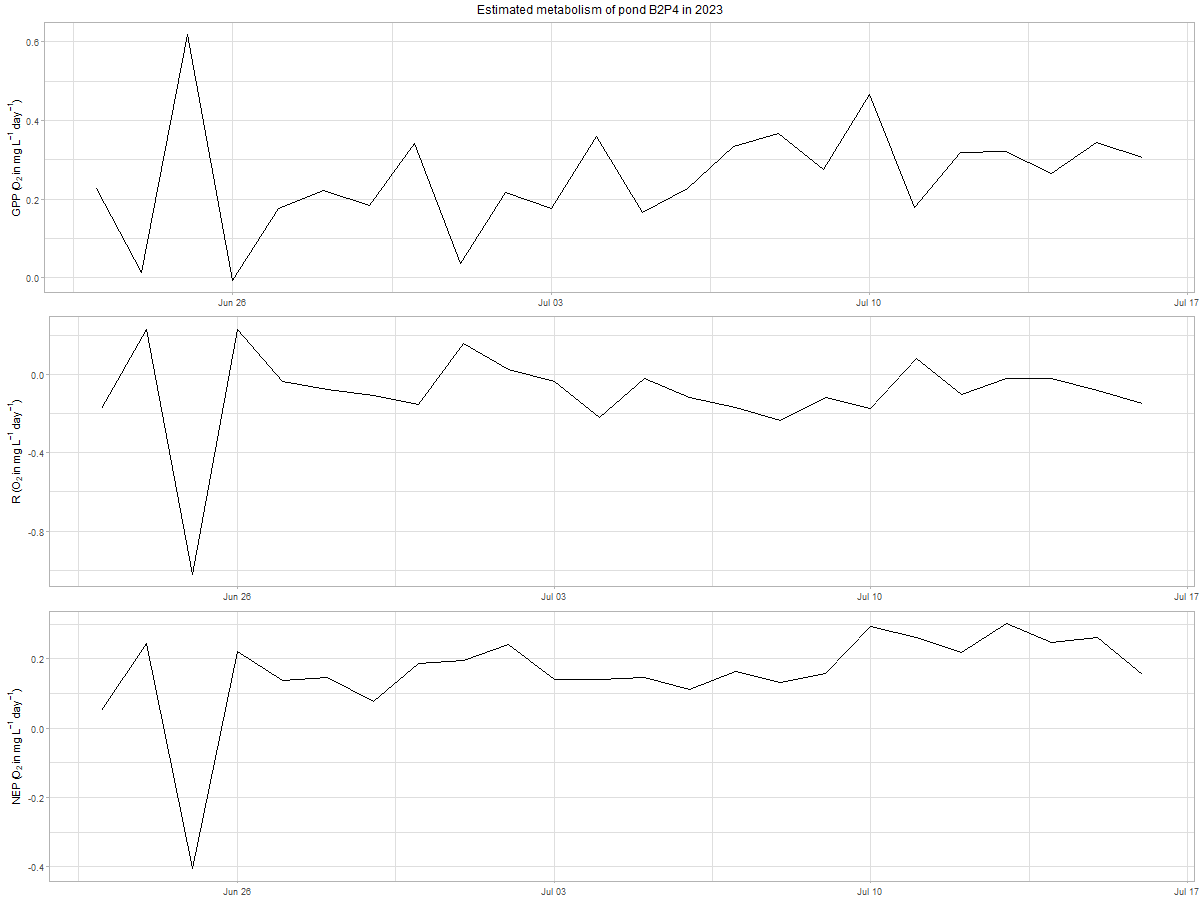 Estimated metabolism of pond B2P4 in 2023
GPP (O₂ in mg L⁻¹ day⁻¹)
0.6
0.4
0.2
0.0
Jun 26 Jul 03 Jul 10 Jul 17
R (O₂ in mg L⁻¹ day⁻¹)
0.0
-0.4
-0.8
Jun 26 Jul 03 Jul 10 Jul 17
NEP (O₂ in mg L⁻¹ day⁻¹)
0.2
0.0
-0.2
-0.4
Jun 26 Jul 03 Jul 10 Jul 17